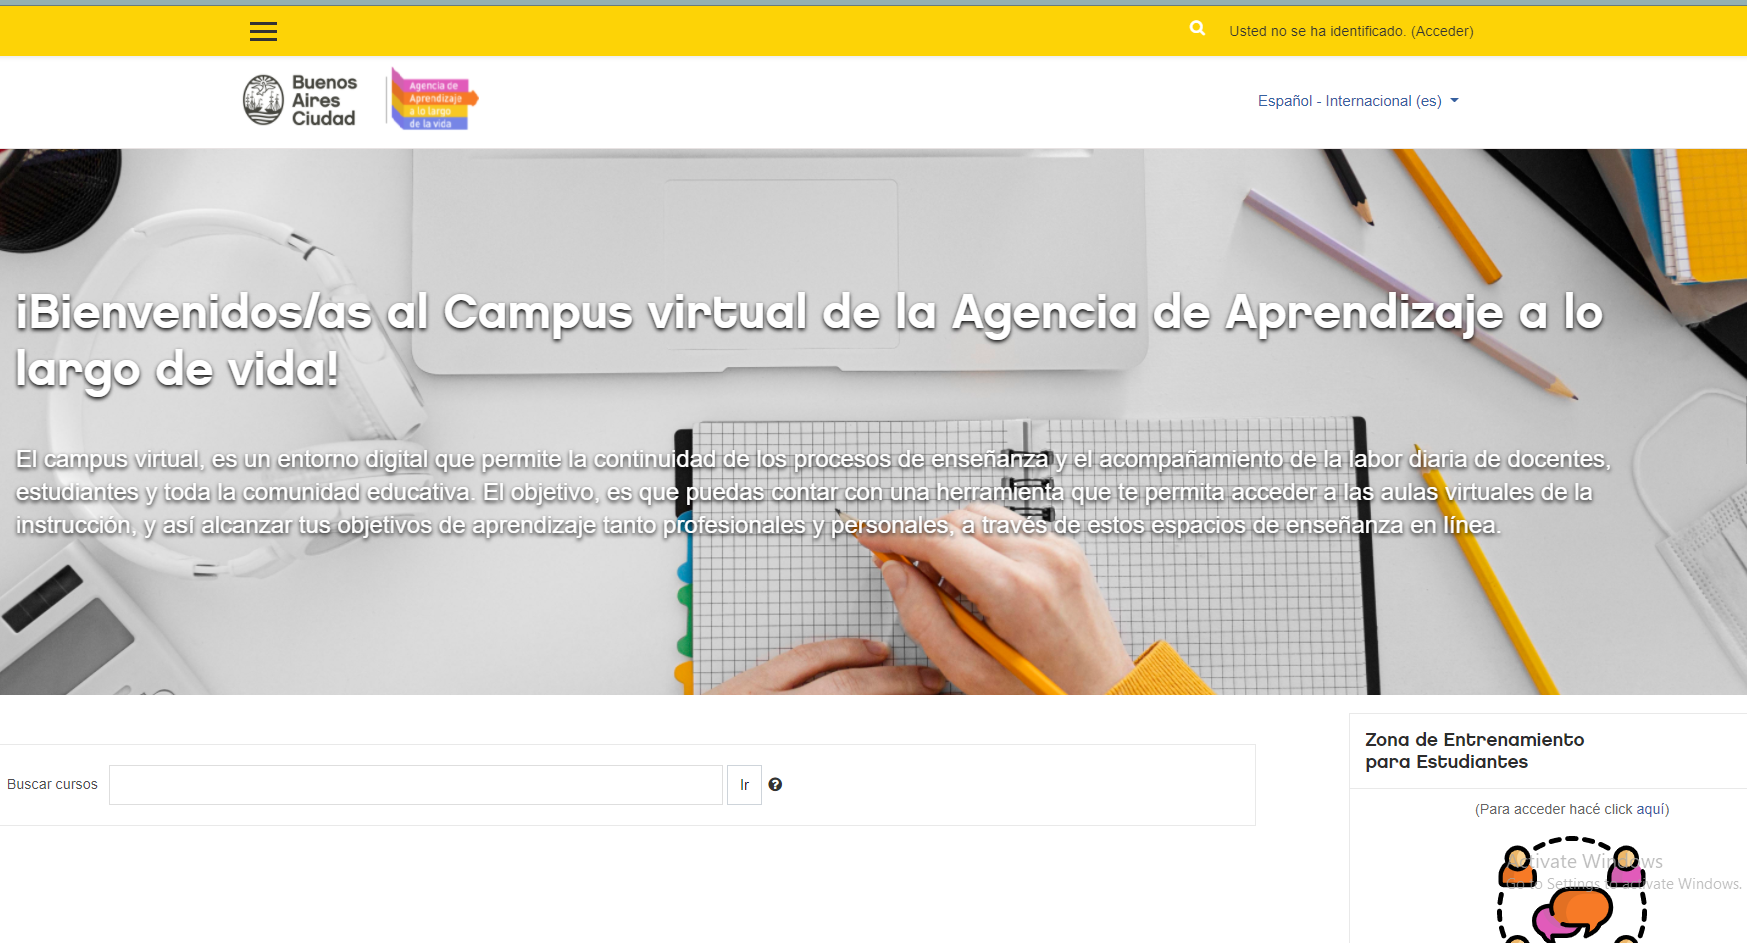 Usted no se ha identificado. (Acceder)
Buenos
Aires
Ciudad
Agencia de
Aprendizaje
a lo largo
de la vida
Español - Internacional (es)
¡Bienvenidos/as al Campus virtual de la Agencia de Aprendizaje a lo
largo de vida!
El campus virtual, es un entorno digital que permite la continuidad de los procesos de enseñanza y el acompañamiento de la labor diaria de docentes,
estudiantes y toda la comunidad educativa. El objetivo, es que puedas contar con una herramienta que te permita acceder a las aulas virtuales de la
instrucción, y así alcanzar tus objetivos de aprendizaje tanto profesionales y personales, a través de estos espacios de enseñanza en línea.
Buscar cursos
Ir
Zona de Entrenamiento
para Estudiantes
(Para acceder hacé click aquí)
Activate Windows
Go to Settings to activate Windows.